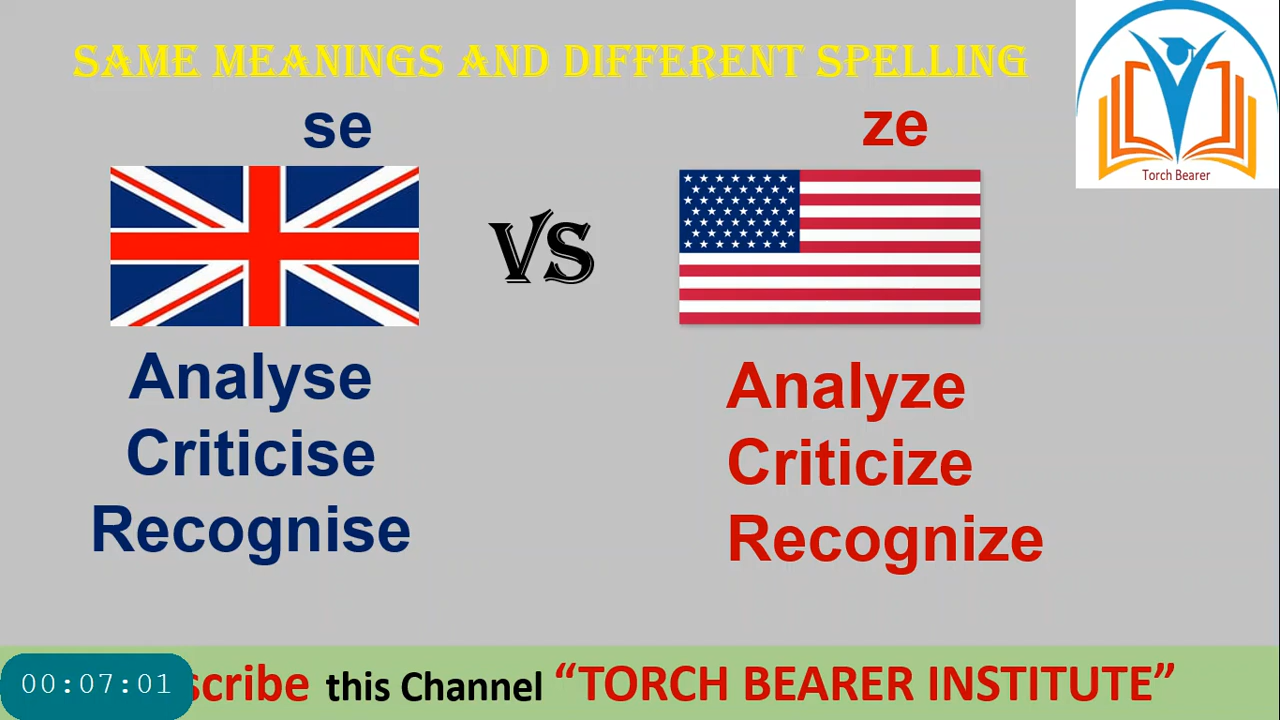 SAME MEANINGS AND DIFFERENT SPELLING
se
ze
VS
Analyse
Criticise
Recognise
Analyze
Criticize
Recognize
Torch Bearer
00:07:01
scribe this Channel “TORCH BEARER INSTITUTE”